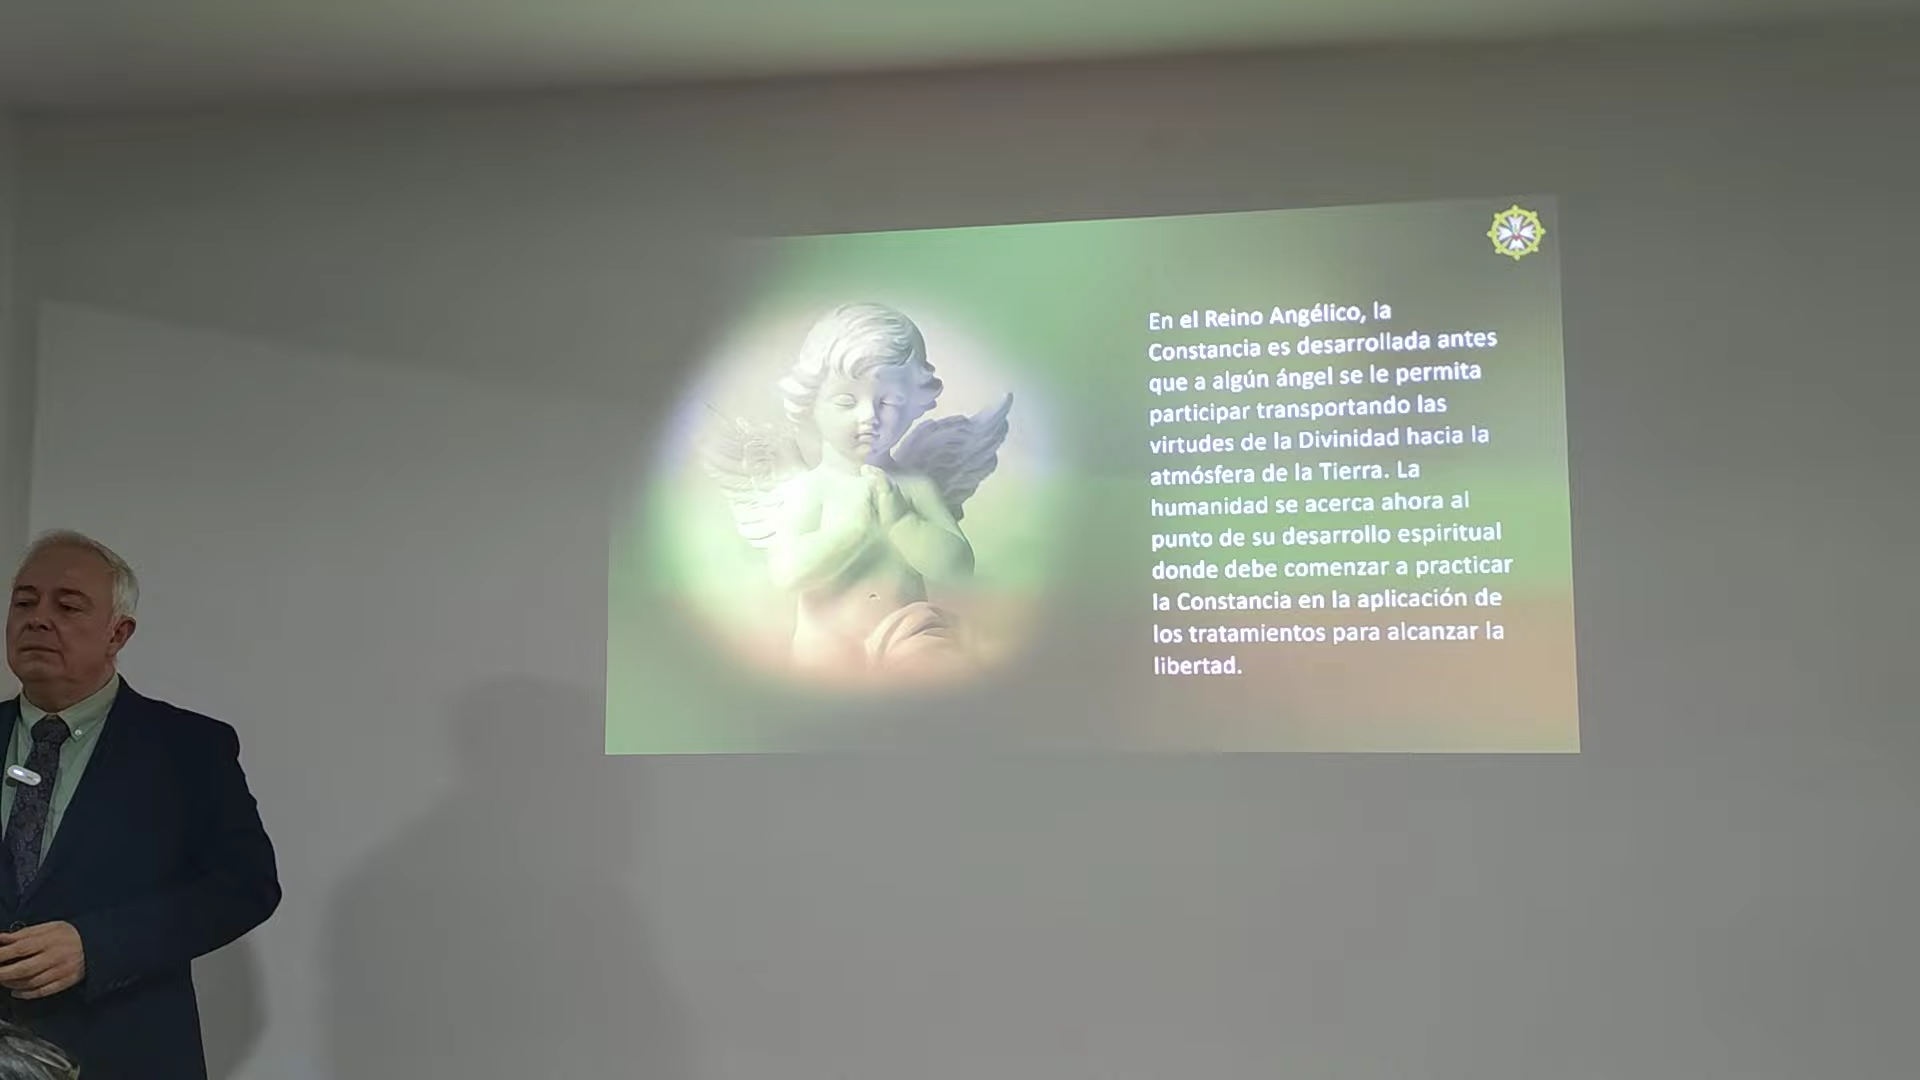 En el Reino Angélico, la
Constancia es desarrollada antes
que a algún ángel se le permita
participar transportando las
virtudes de la Divinidad hacia la
atmósfera de la Tierra. La
humanidad se acerca ahora al
punto de su desarrollo espiritual
donde debe comenzar a practicar
la Constancia en la aplicación de
los tratamientos para alcanzar la
libertad.